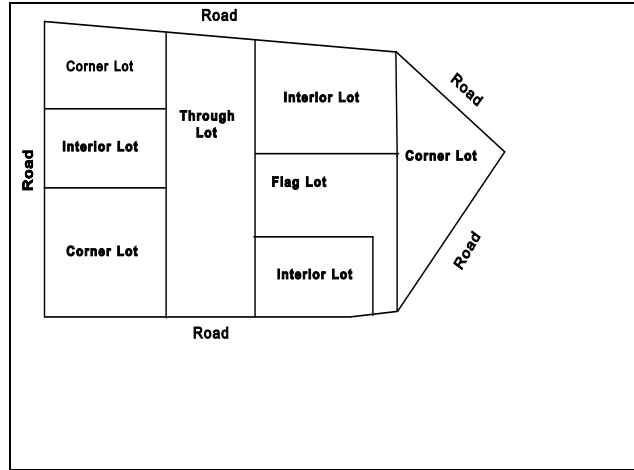 Road
Corner Lot
Road
Interior Lot
Through
Lot
Interior Lot
Road
Corner Lot
Flag Lot
Corner Lot
Road
Interior Lot
Road